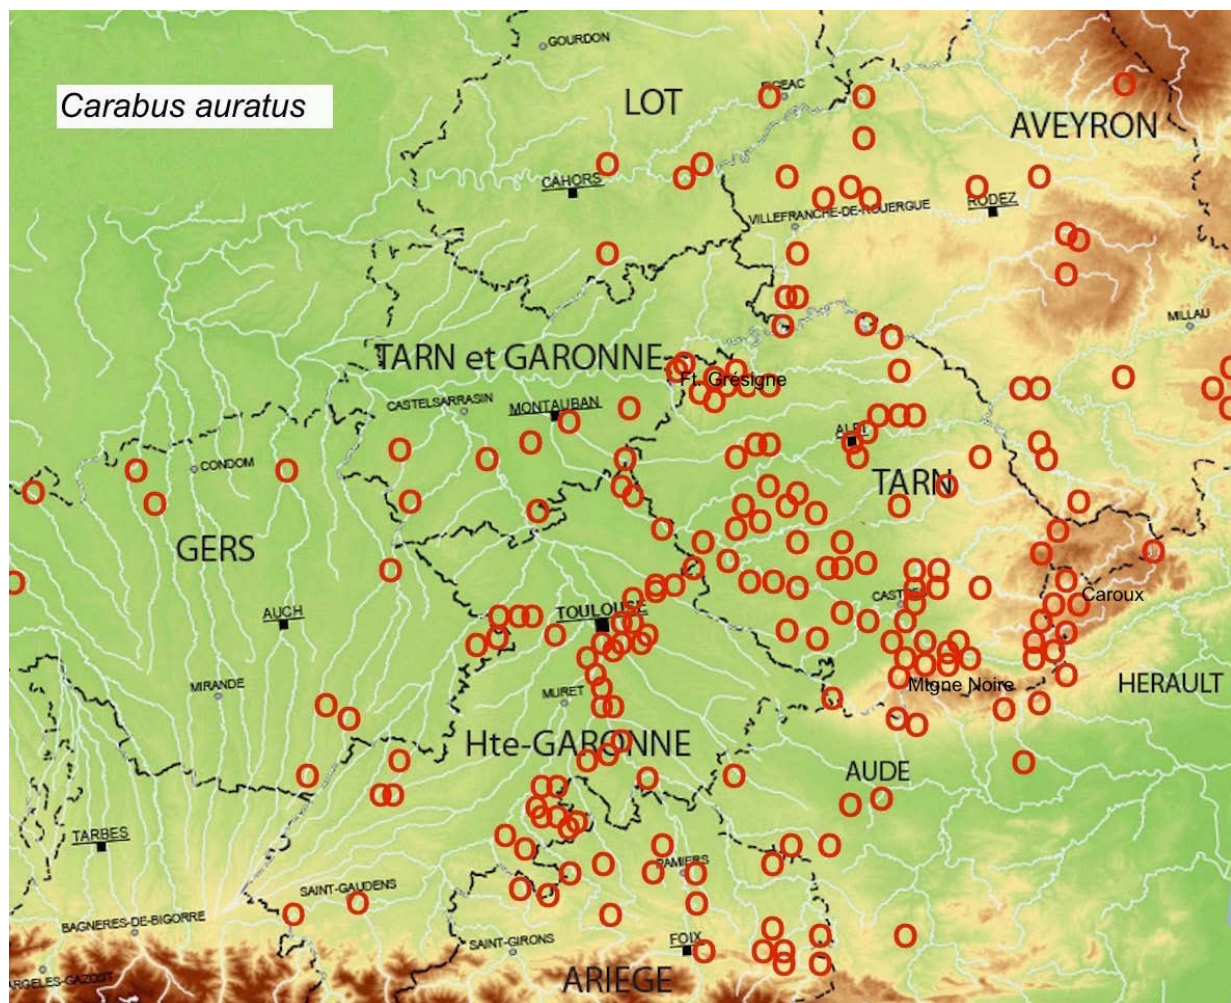 GOURDON
Carabus auratus
FIGEAC
LOT
AVEYRON
CAHORS
VILLEFRANCHE-DE-ROUERGUE
RODEZ
MILLAU
TARN et GARONNE
Ft. Grésigne
CASTELSARRASIN
MONTAUBAN
ALBI
CONDOM
TARN
GERS
CASTRES
Caroux
AUCH
TOULOUSE
MIRANDE
MURET
Mtgne Noire
HERAULT
Hte-GARONNE
AUDE
TARBES
PAMIERS
SAINT-GAUDENS
BAGNERES-DE-BIGORRE
SAINT-GIRONS
FOIX
ARGELES-GAZOST
ARIEGE